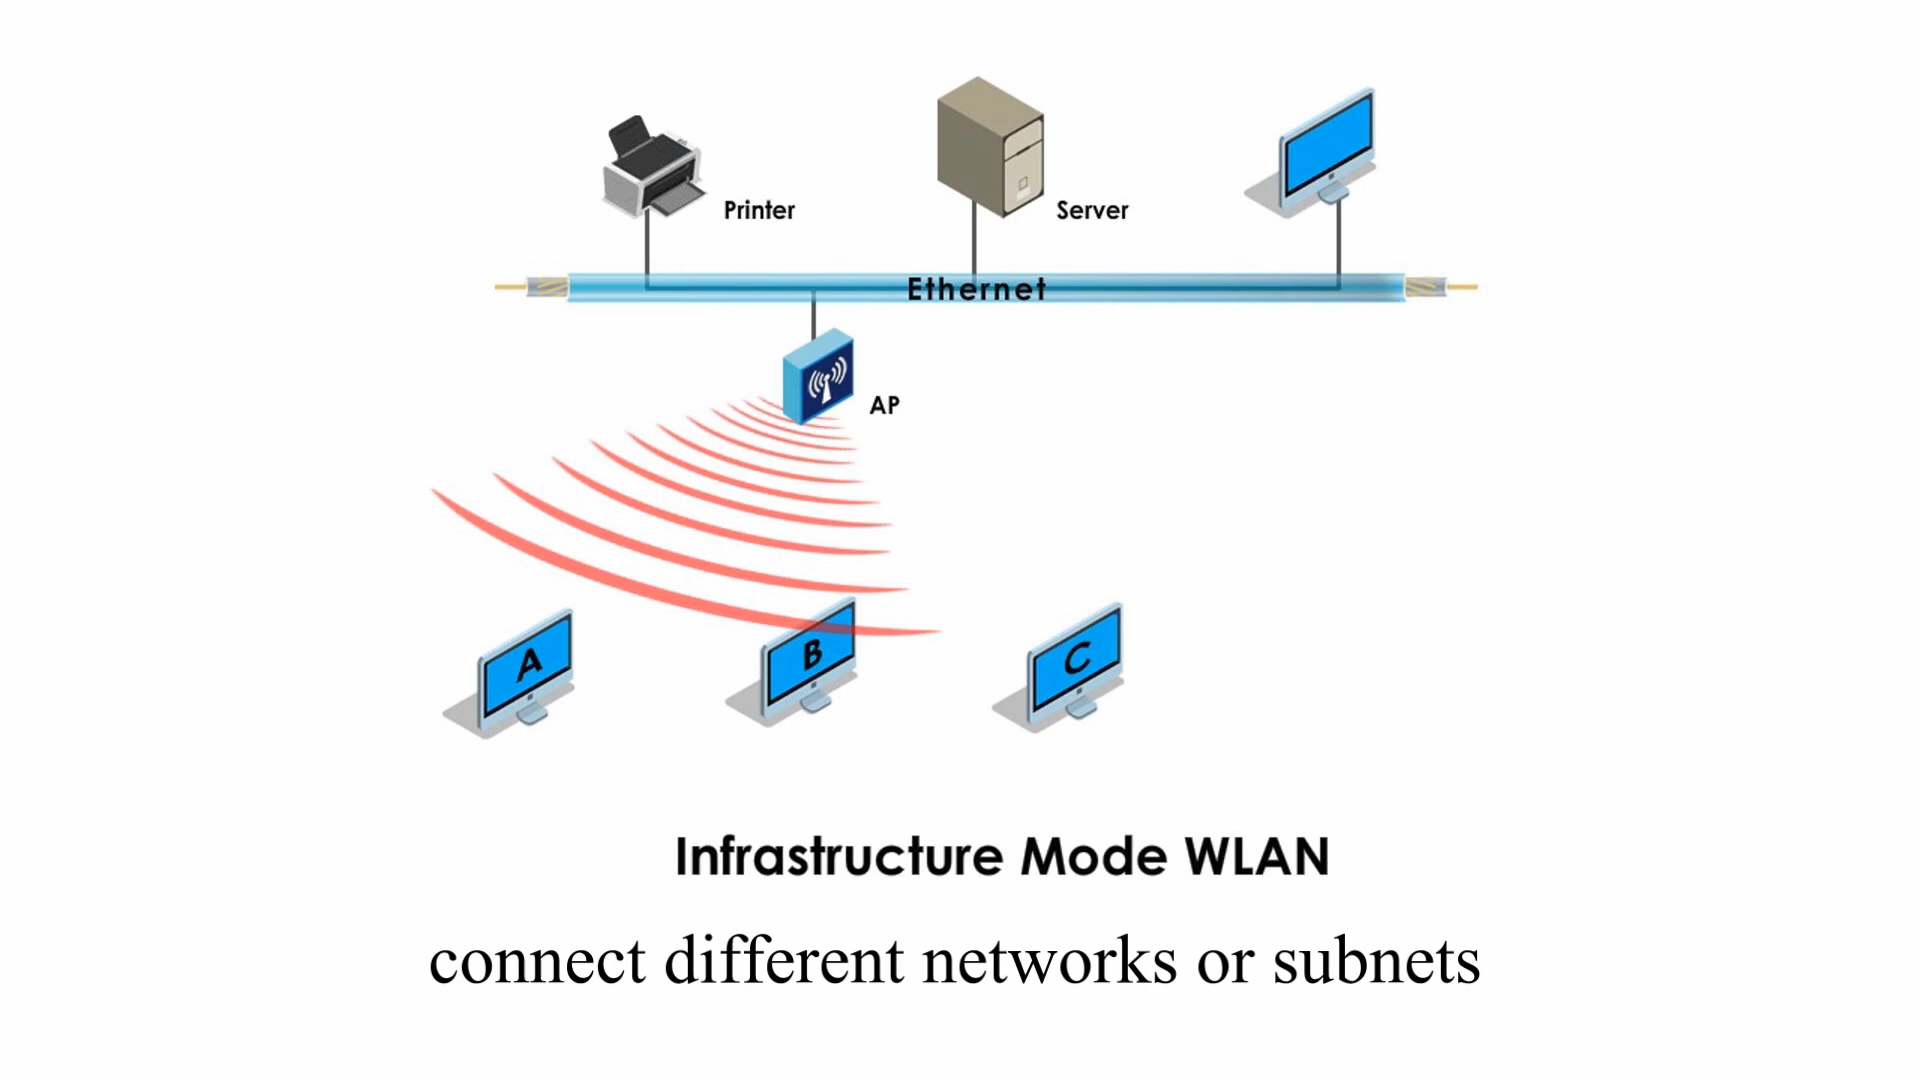 Printer
Server
Ethernet
AP
A
B
C
Infrastructure Mode WLAN
connect different networks or subnets